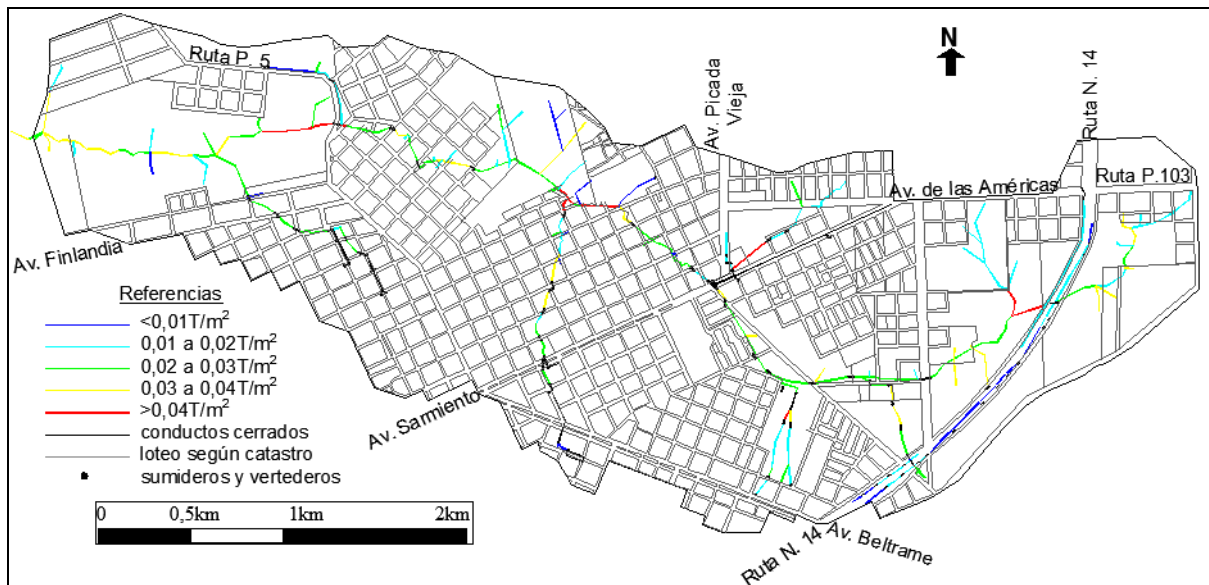 Ruta P. 5
N
Av. Picada
Vieja
Ruta N. 14
Ruta P.103
Av. de las Américas
Av. Finlandia
Referencias
<0,01T/m²
0,01 a 0,02T/m²
0,02 a 0,03T/m²
0,03 a 0,04T/m²
>0,04T/m²
conductos cerrados
loteo según catastro
sumideros y vertederos
Av. Sarmiento
0 0,5km 1km 2km
Ruta N. 14
Av. Beltrame